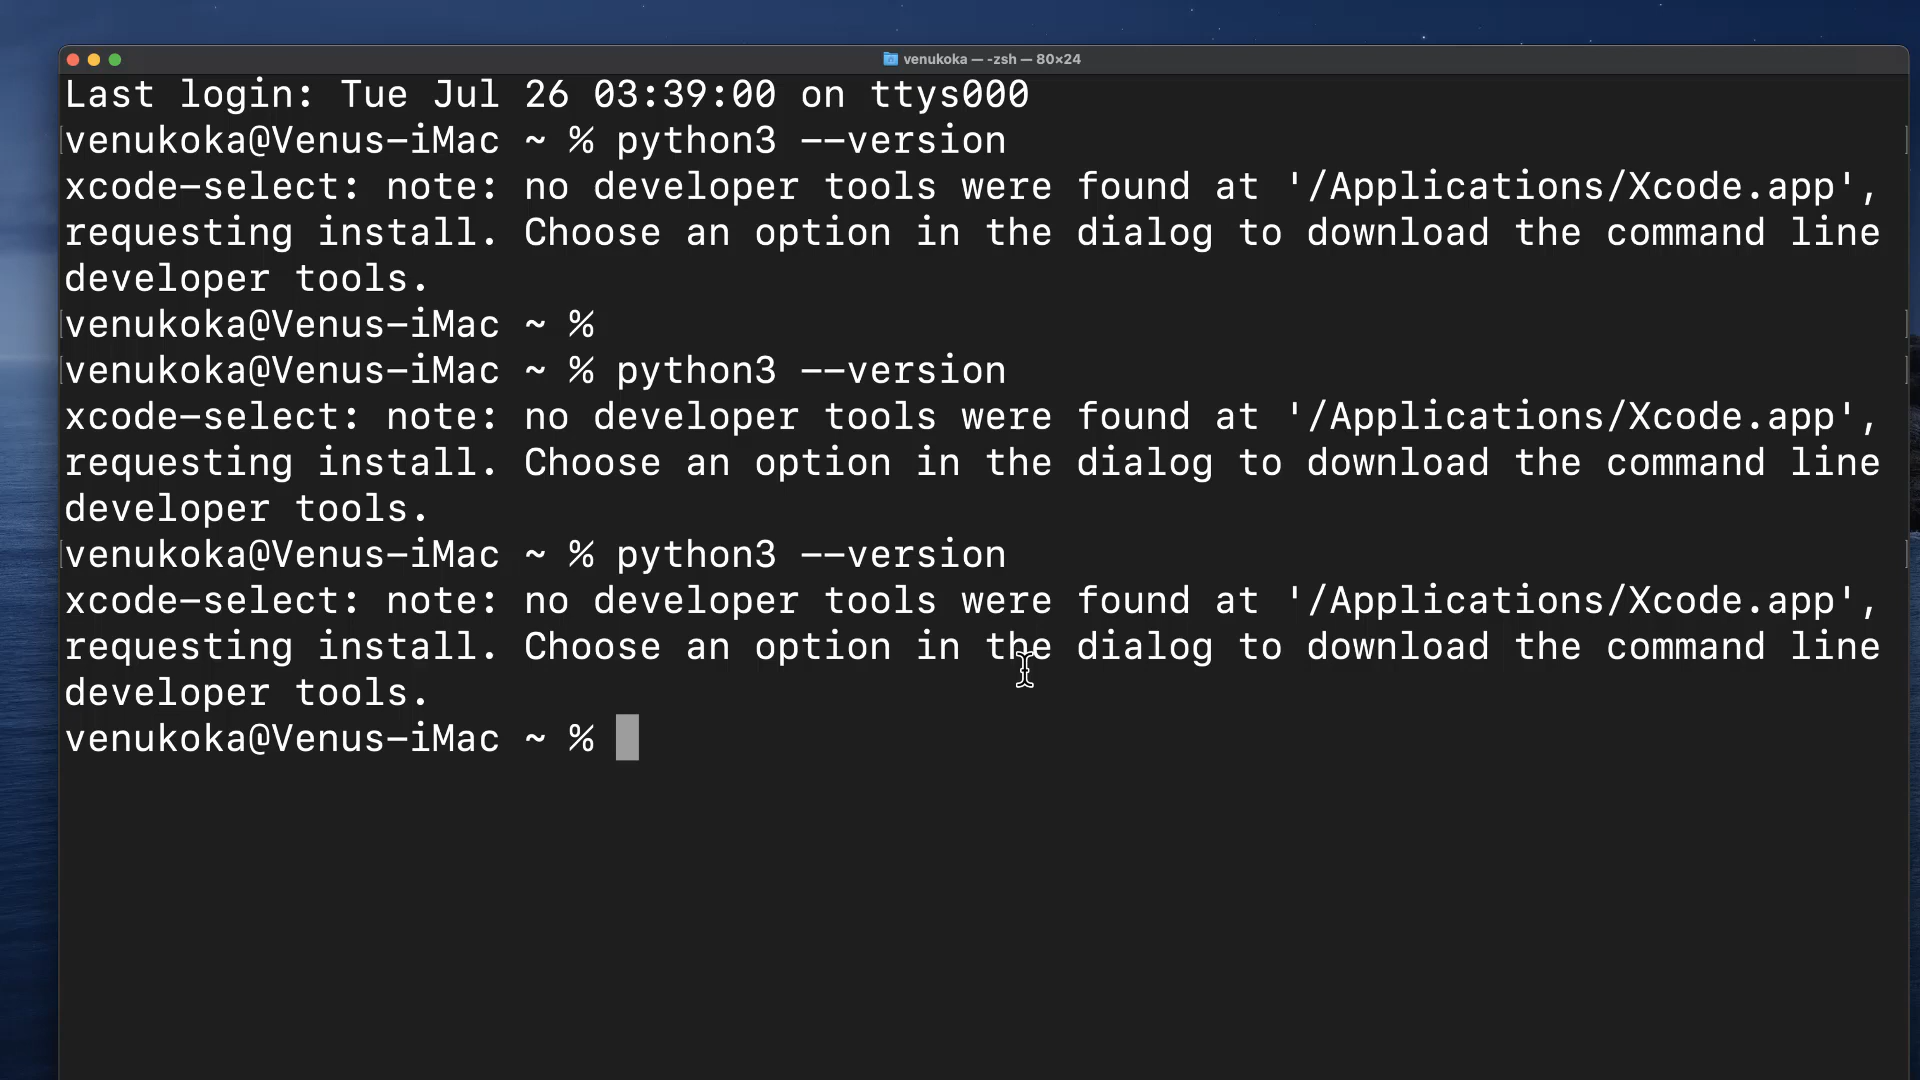 venukoka — -zsh — 80×24
Last login: Tue Jul 26 03:39:00 on ttys000
venukoka@Venus-iMac ~ % python3 --version
xcode-select: note: no developer tools were found at '/Applications/Xcode.app',
requesting install. Choose an option in the dialog to download the command line
developer tools.
venukoka@Venus-iMac ~ %
venukoka@Venus-iMac ~ % python3 --version
xcode-select: note: no developer tools were found at '/Applications/Xcode.app',
requesting install. Choose an option in the dialog to download the command line
developer tools.
venukoka@Venus-iMac ~ % python3 --version
xcode-select: note: no developer tools were found at '/Applications/Xcode.app',
requesting install. Choose an option in the dialog to download the command line
developer tools.
venukoka@Venus-iMac ~ %